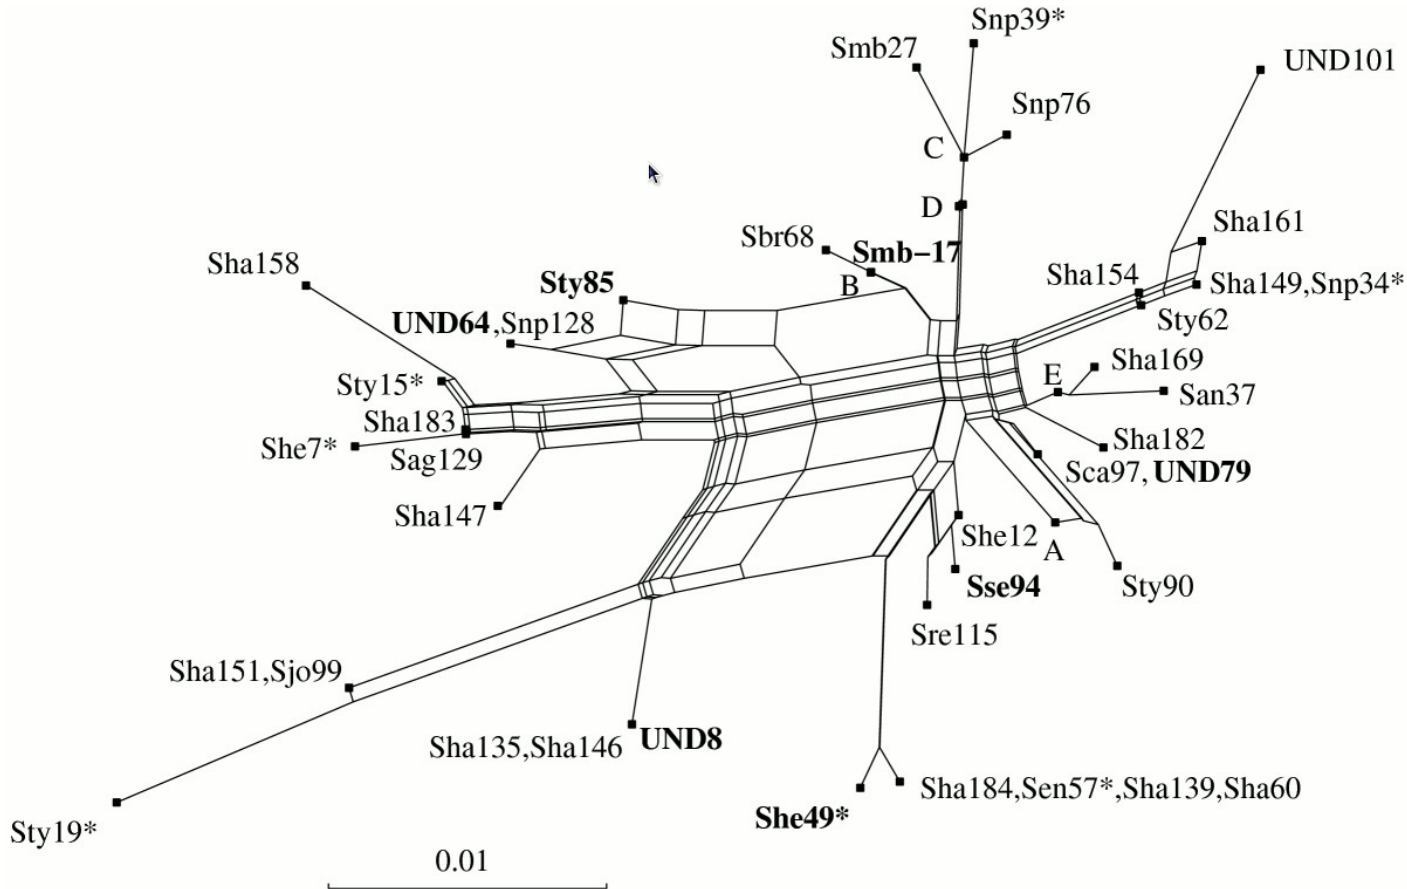 Snp39*
Smb27
UND101
Snp76
C
D
Sha161
Sbr68
Smb-17
Sha158
Sha154
Sty85
B
Sha149,Snp34*
UND64,Snp128
Sty62
Sha169
Sty15*
E
San37
Sha183
Sha182
She7*
Sag129
Sca97,UND79
Sha147
She12
A
Sse94
Sty90
Sre115
Sha151,Sjo99
Sha135,Sha146 UND8
Sha184,Sen57*,Sha139,Sha60
She49*
Sty19*
0.01